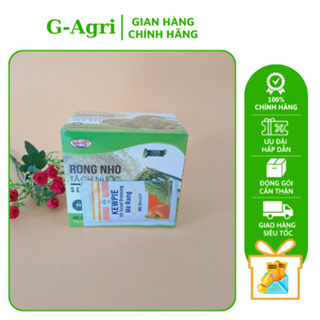 G-Agri
GIAN HÀNG
CHÍNH HÃNG
RONG NHO
TÁCH NƯỚC
KEWPIE
Mè Rang
100%
CHÍNH HÃNG
ƯU ĐÃI
HẤP DẪN
ĐÓNG GÓI
CẨN THẬN
GIAO HÀNG
SIÊU TỐC